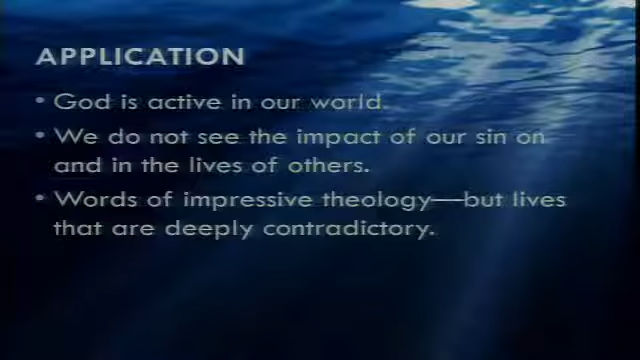 APPLICATION
• God is active in our world.
• We do not see the impact of our sin on
and in the lives of others.
• Words of impressive theology—but lives
that are deeply contradictory.